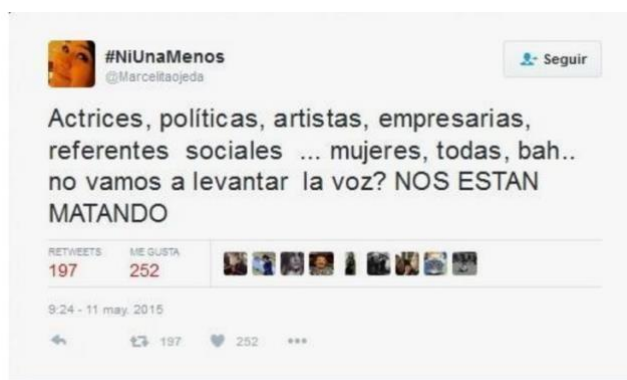 #NiUnaMenos
@Marcelitaojeda
Seguir
Actrices, políticas, artistas, empresarias,
referentes sociales ... mujeres, todas, bah..
no vamos a levantar la voz? NOS ESTAN
MATANDO
RETWEETS ME GUSTA
197 252
9:24 - 11 may. 2015
197 252